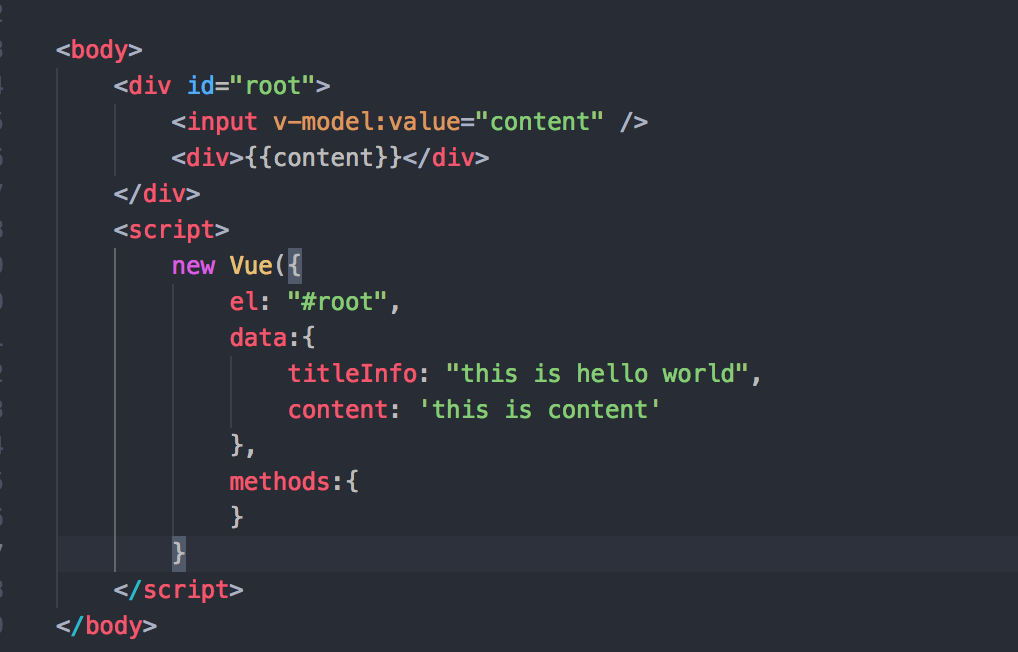 <body>
    <div id="root">
        <input v-model:value="content" />
        <div>{{content}}</div>
    </div>
    <script>
        new Vue({
            el: "#root",
            data:{
                titleInfo: "this is hello world",
                content: 'this is content'
            },
            methods:{
            }
        }
    </script>
</body>